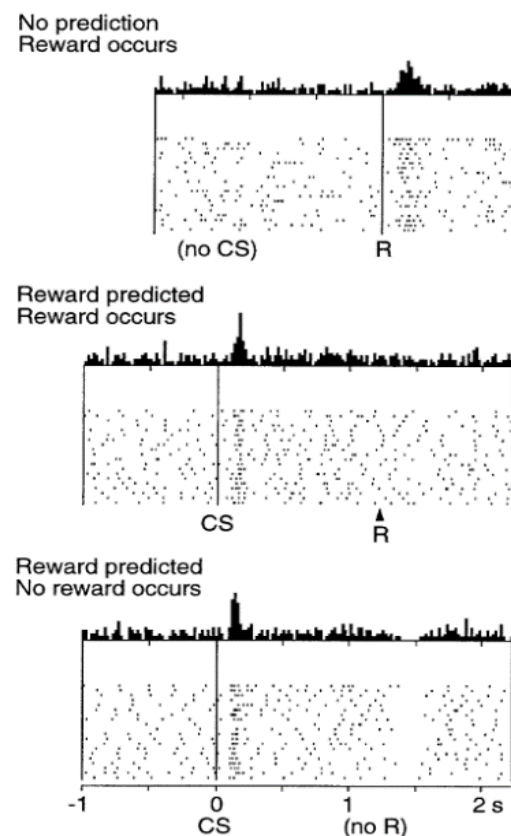 No prediction
Reward occurs
(no CS) R
Reward predicted
Reward occurs
CS
R
Reward predicted
No reward occurs
-1 0 1 2 s
CS (no R)